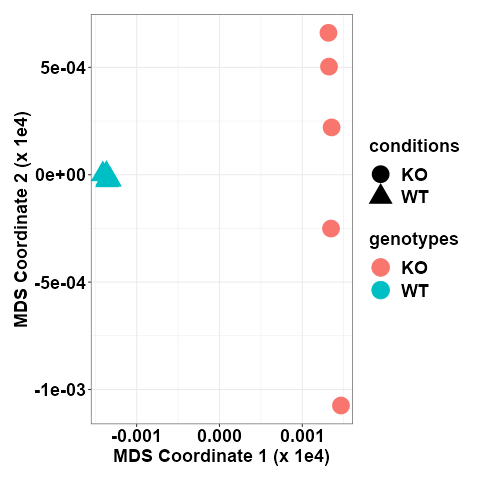 MDS Coordinate 2 (x 1e4)
5e-04
0e+00
-5e-04
-1e-03
-0.001 0.000 0.001
MDS Coordinate 1 (x 1e4)
conditions
KO
WT
genotypes
KO
WT